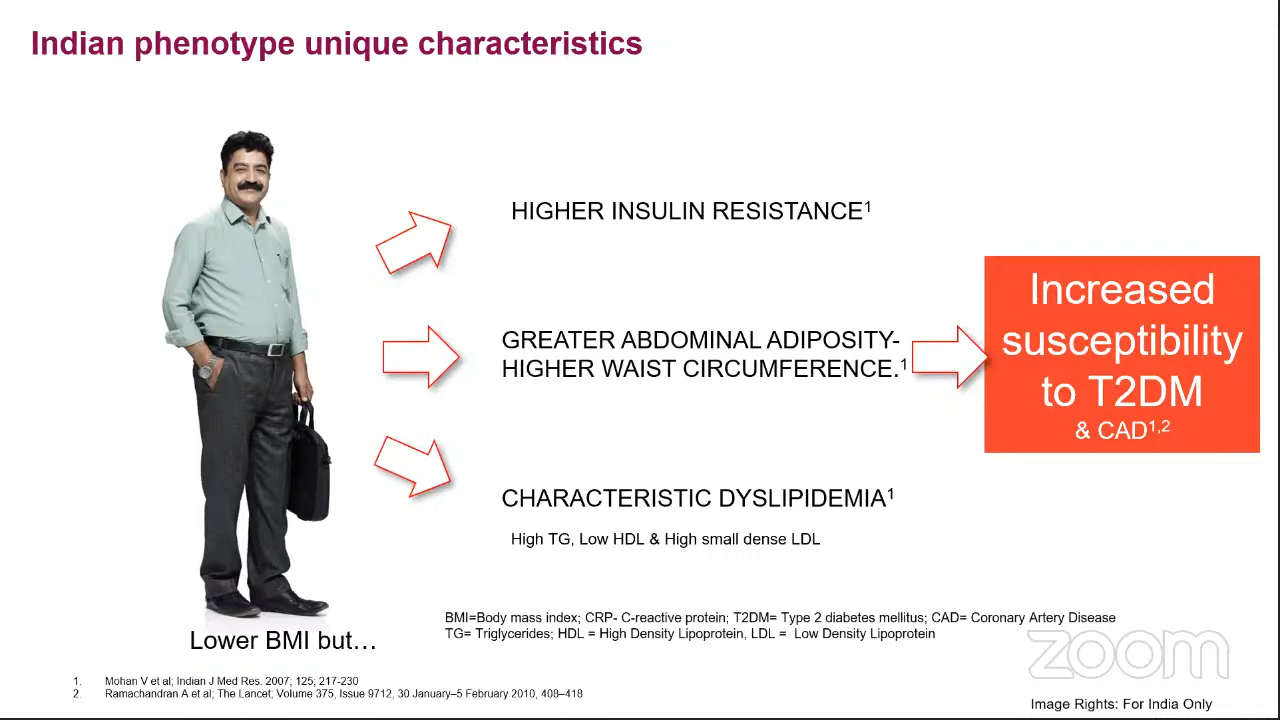 Indian phenotype unique characteristics
HIGHER INSULIN RESISTANCE¹
GREATER ABDOMINAL ADIPOSITY-
HIGHER WAIST CIRCUMFERENCE.¹
Increased
susceptibility
to T2DM
& CAD¹,²
CHARACTERISTIC DYSLIPIDEMIA¹
High TG, Low HDL & High small dense LDL
Lower BMI but…
BMI=Body mass index; CRP- C-reactive protein; T2DM= Type 2 diabetes mellitus; CAD= Coronary Artery Disease
TG= Triglycerides; HDL = High Density Lipoprotein, LDL = Low Density Lipoprotein
zoom
1. Mohan V et al; Indian J Med Res. 2007; 125; 217-230
2. Ramachandran A et al; The Lancet; Volume 375, Issue 9712, 30 January–5 February 2010, 408–418
Image Rights: For India Only